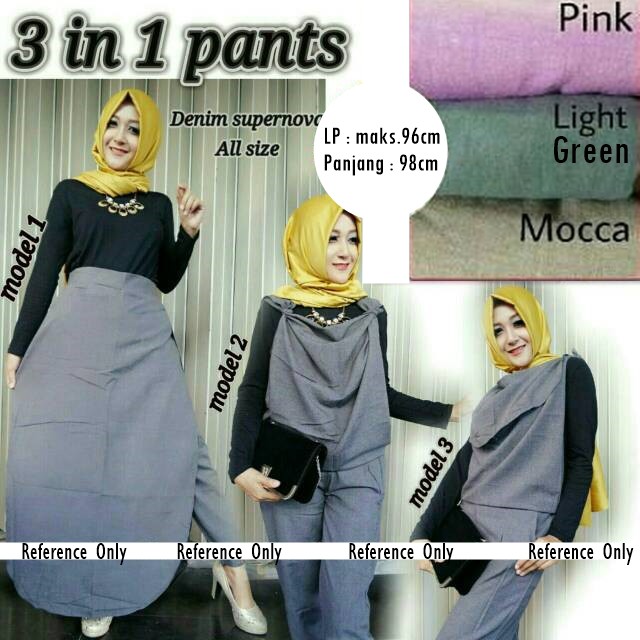 3 in 1 pants
Denim supernova
All size
LP : maks.96cm
Panjang : 98cm
Pink
Light
Green
Mocca
model 1
model 2
model 3
Reference Only
Reference Only
Reference Only
Reference Only